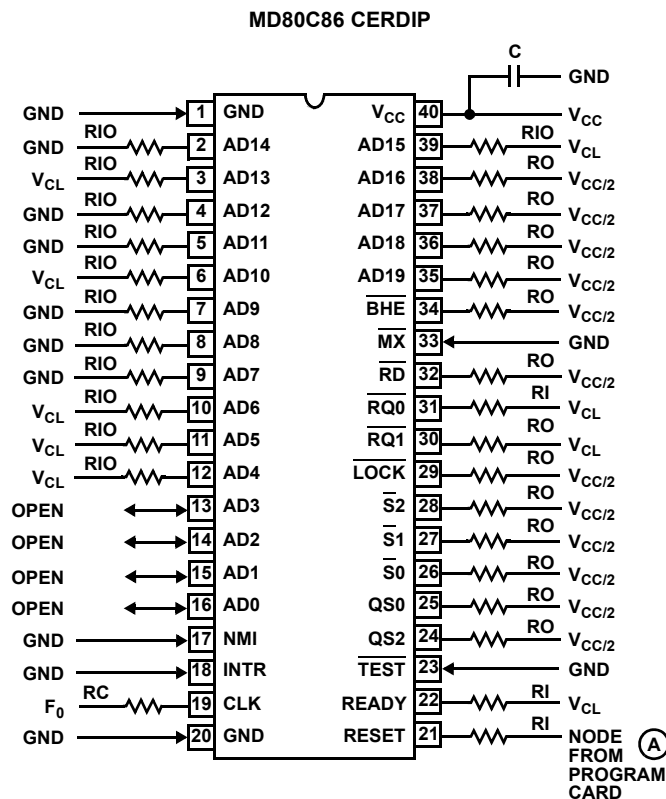 MD80C86 CERDIP
C
GND
GND 1 GND VCC 40 VCC
GND RIO 2 AD14 AD15 39 RIO VCL
VCL RIO 3 AD13 AD16 38 RO VCC/2
GND RIO 4 AD12 AD17 37 RO VCC/2
GND RIO 5 AD11 AD18 36 RO VCC/2
VCL RIO 6 AD10 AD19 35 RO VCC/2
GND RIO 7 AD9 BHE 34 RO VCC/2
GND RIO 8 AD8 MX 33 GND
GND RIO 9 AD7 RD 32 RO VCC/2
VCL RIO 10 AD6 RQ0 31 RI VCL
VCL RIO 11 AD5 RQ1 30 RO VCL
VCL RIO 12 AD4 LOCK 29 RO VCC/2
OPEN 13 AD3 S2 28 RO VCC/2
OPEN 14 AD2 S1 27 RO VCC/2
OPEN 15 AD1 S0 26 RO VCC/2
OPEN 16 AD0 QS0 25 RO VCC/2
GND 17 NMI QS2 24 RO VCC/2
GND 18 INTR TEST 23 GND
F0 RC 19 CLK READY 22 RI VCL
GND 20 GND RESET 21 RI NODE A
FROM
PROGRAM
CARD